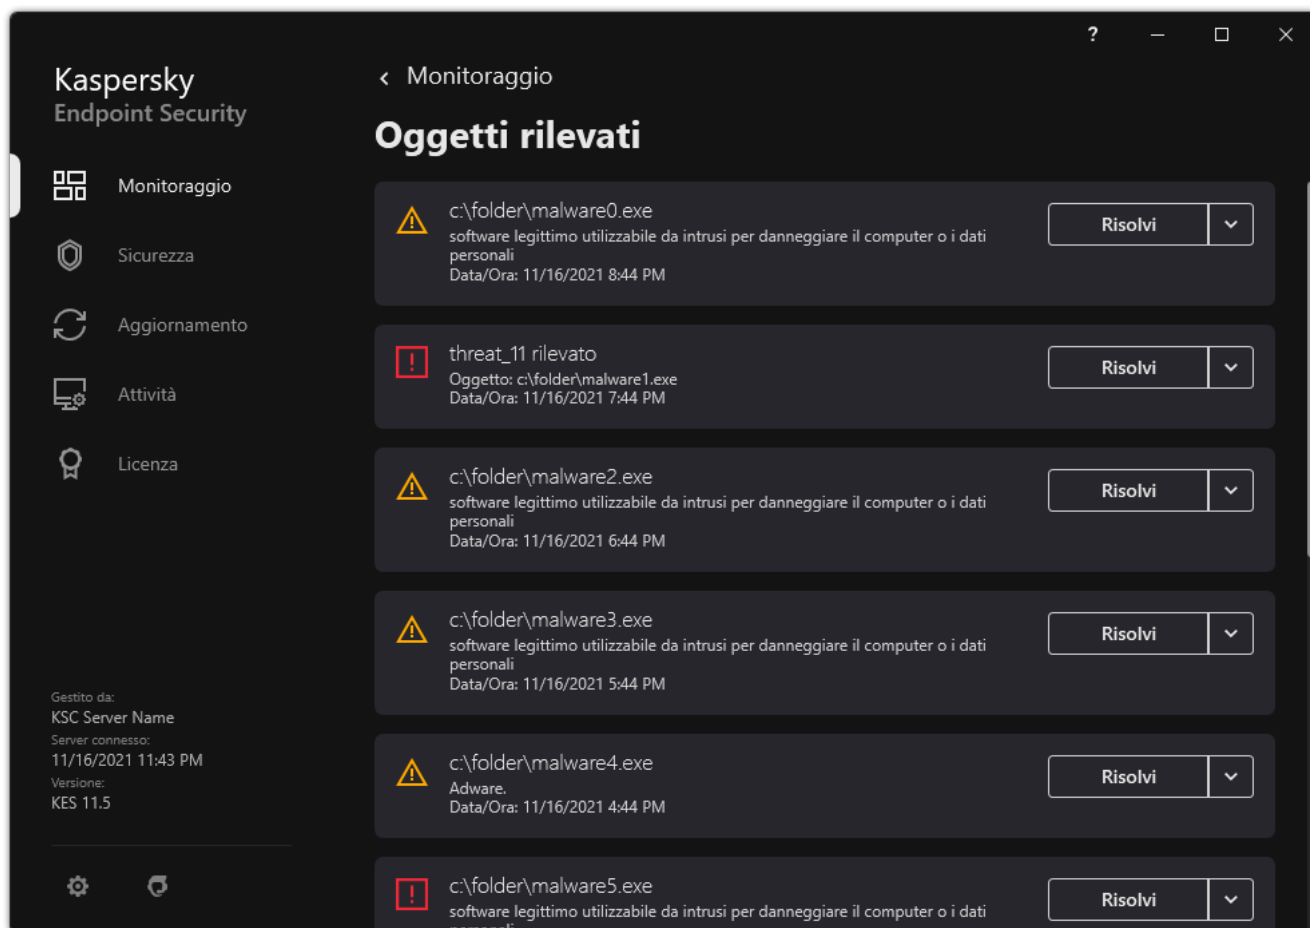 ?
Kaspersky
Endpoint Security
Monitoraggio
Sicurezza
Aggiornamento
Attività
Licenza
Gestito da:
KSC Server Name
Server connesso:
11/16/2021 11:43 PM
Versione:
KES 11.5
Monitoraggio
Oggetti rilevati
c:\folder\malware0.exe
software legittimo utilizzabile da intrusi per danneggiare il computer o i dati
personali
Data/Ora: 11/16/2021 8:44 PM
Risolvi
threat_11 rilevato
Oggetto: c:\folder\malware1.exe
Data/Ora: 11/16/2021 7:44 PM
Risolvi
c:\folder\malware2.exe
software legittimo utilizzabile da intrusi per danneggiare il computer o i dati
personali
Data/Ora: 11/16/2021 6:44 PM
Risolvi
c:\folder\malware3.exe
software legittimo utilizzabile da intrusi per danneggiare il computer o i dati
personali
Data/Ora: 11/16/2021 5:44 PM
Risolvi
c:\folder\malware4.exe
Adware.
Data/Ora: 11/16/2021 4:44 PM
Risolvi
c:\folder\malware5.exe
software legittimo utilizzabile da intrusi per danneggiare il computer o i dati
Risolvi